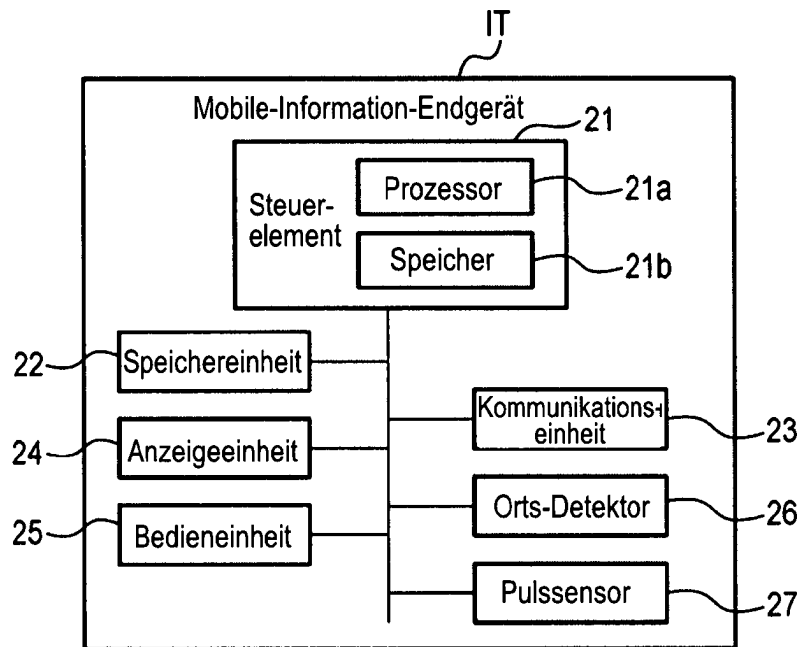 IT
Mobile-Information-Endgerät
21
Steuer-
element
Prozessor
21a
Speicher
21b
22
Speichereinheit
Kommunikations-
einheit
23
24
Anzeigeeinheit
Orts-Detektor
26
25
Bedieneinheit
Pulssensor
27